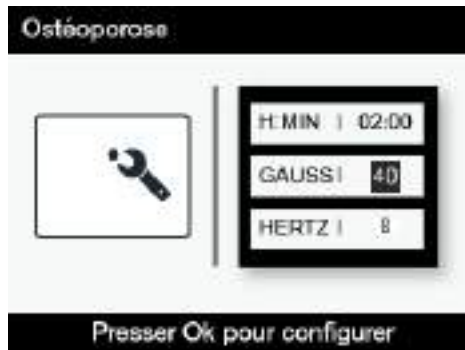 Ostéoporose
H:MIN | 02:00
GAUSS | 40
HERTZ | 8
Presser Ok pour configurer